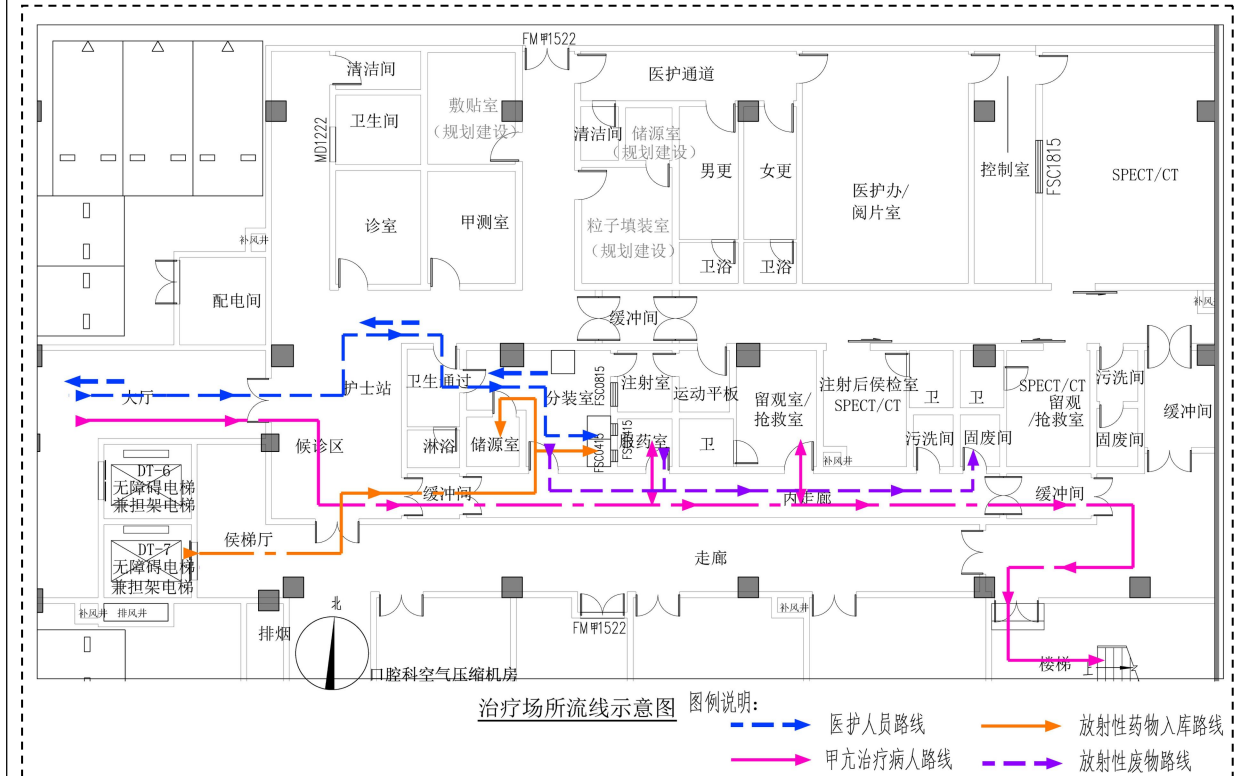 FM甲1522
清洁间
医护通道
敷贴室
（规划建设）
卫生间
MD1222
清洁间
储源室
（规划建设）
男更
女更
医护办/
阅片室
控制室
FSC1815
SPECT/CT
诊室
甲测室
粒子填装室
（规划建设）
补风井
卫浴
卫浴
配电间
缓冲间
补风井
大厅
护士站
卫生通过
分装室
FSC0815
注射室
运动平板
留观室/
抢救室
注射后侯检室
SPECT/CT
卫
卫
SPECT/CT
留观
/抢救室
污洗间
缓冲间
候诊区
淋浴
储源室
FSC0415
服药室
卫
补风井
污洗间
固废间
固废间
DT-6
无障碍电梯
兼担架电梯
缓冲间
内走廊
缓冲间
侯梯厅
走廊
DT-7
无障碍电梯
兼担架电梯
补风井
排风井
排烟
北
FM甲1522
补风井
口腔科空气压缩机房
楼梯
上
治疗场所流线示意图
图例说明:
医护人员路线
放射性药物入库路线
甲亢治疗病人路线
放射性废物路线